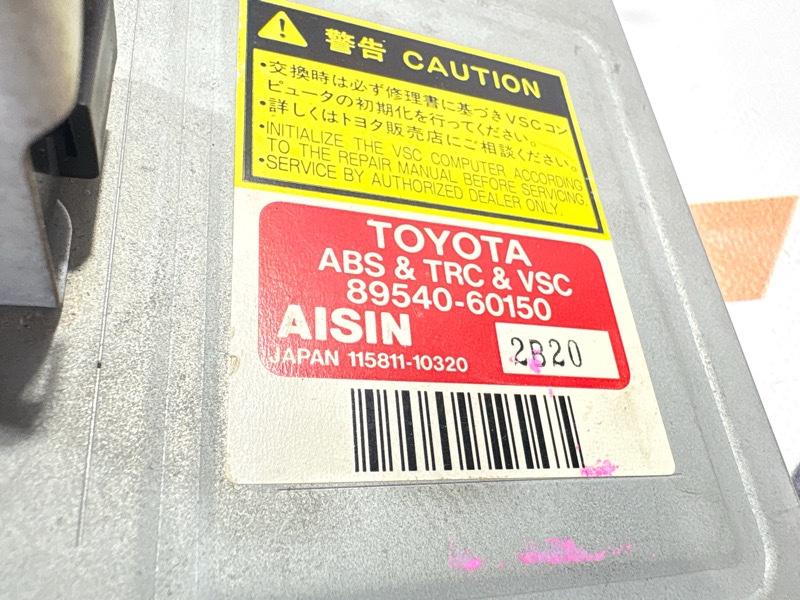 警告 CAUTION
•交換時は必ず修理書に基づきVSCコン
ピュータの初期化を行ってください。
•詳しくはトヨタ販売店にご相談ください。
•INITIALIZE THE VSC COMPUTER ACCORDING
TO THE REPAIR MANUAL BEFORE SERVICING.
•SERVICE BY AUTHORIZED DEALER ONLY.
TOYOTA
ABS & TRC & VSC
89540-60150
AISIN
2B20
JAPAN 115811-10320